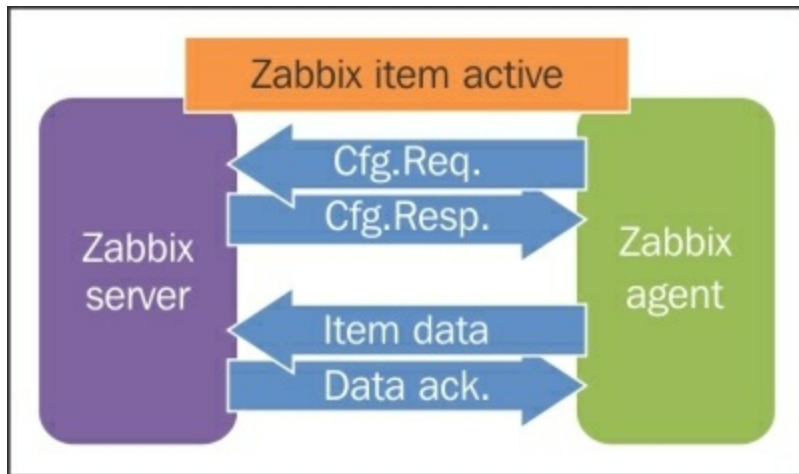 Zabbix item active
Cfg.Req.
Cfg.Resp.
Zabbix
server
Zabbix
agent
Item data
Data ack.